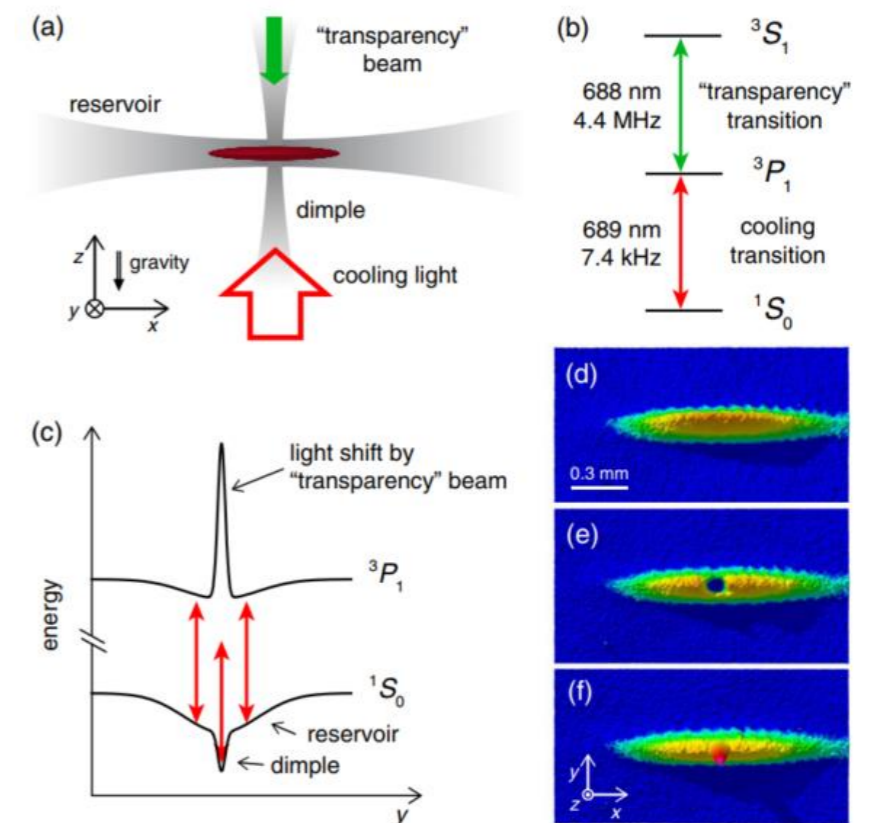 (a)
"transparency"
beam
reservoir
dimple
z
gravity
cooling light
y
x
(b)
³S₁
688 nm
4.4 MHz
"transparency"
transition
³P₁
689 nm
7.4 kHz
cooling
transition
¹S₀
(c)
light shift by
"transparency" beam
³P₁
energy
¹S₀
reservoir
dimple
y
(d)
0.3 mm
(e)
(f)
y
z
x